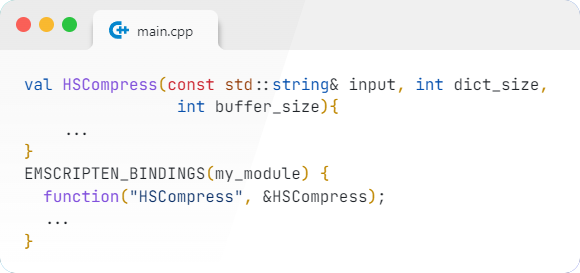 main.cpp
val HSCompress(const std::string& input, int dict_size,
int buffer_size){
...
}
EMSCRIPTEN_BINDINGS(my_module) {
function("HSCompress", &HSCompress);
...
}